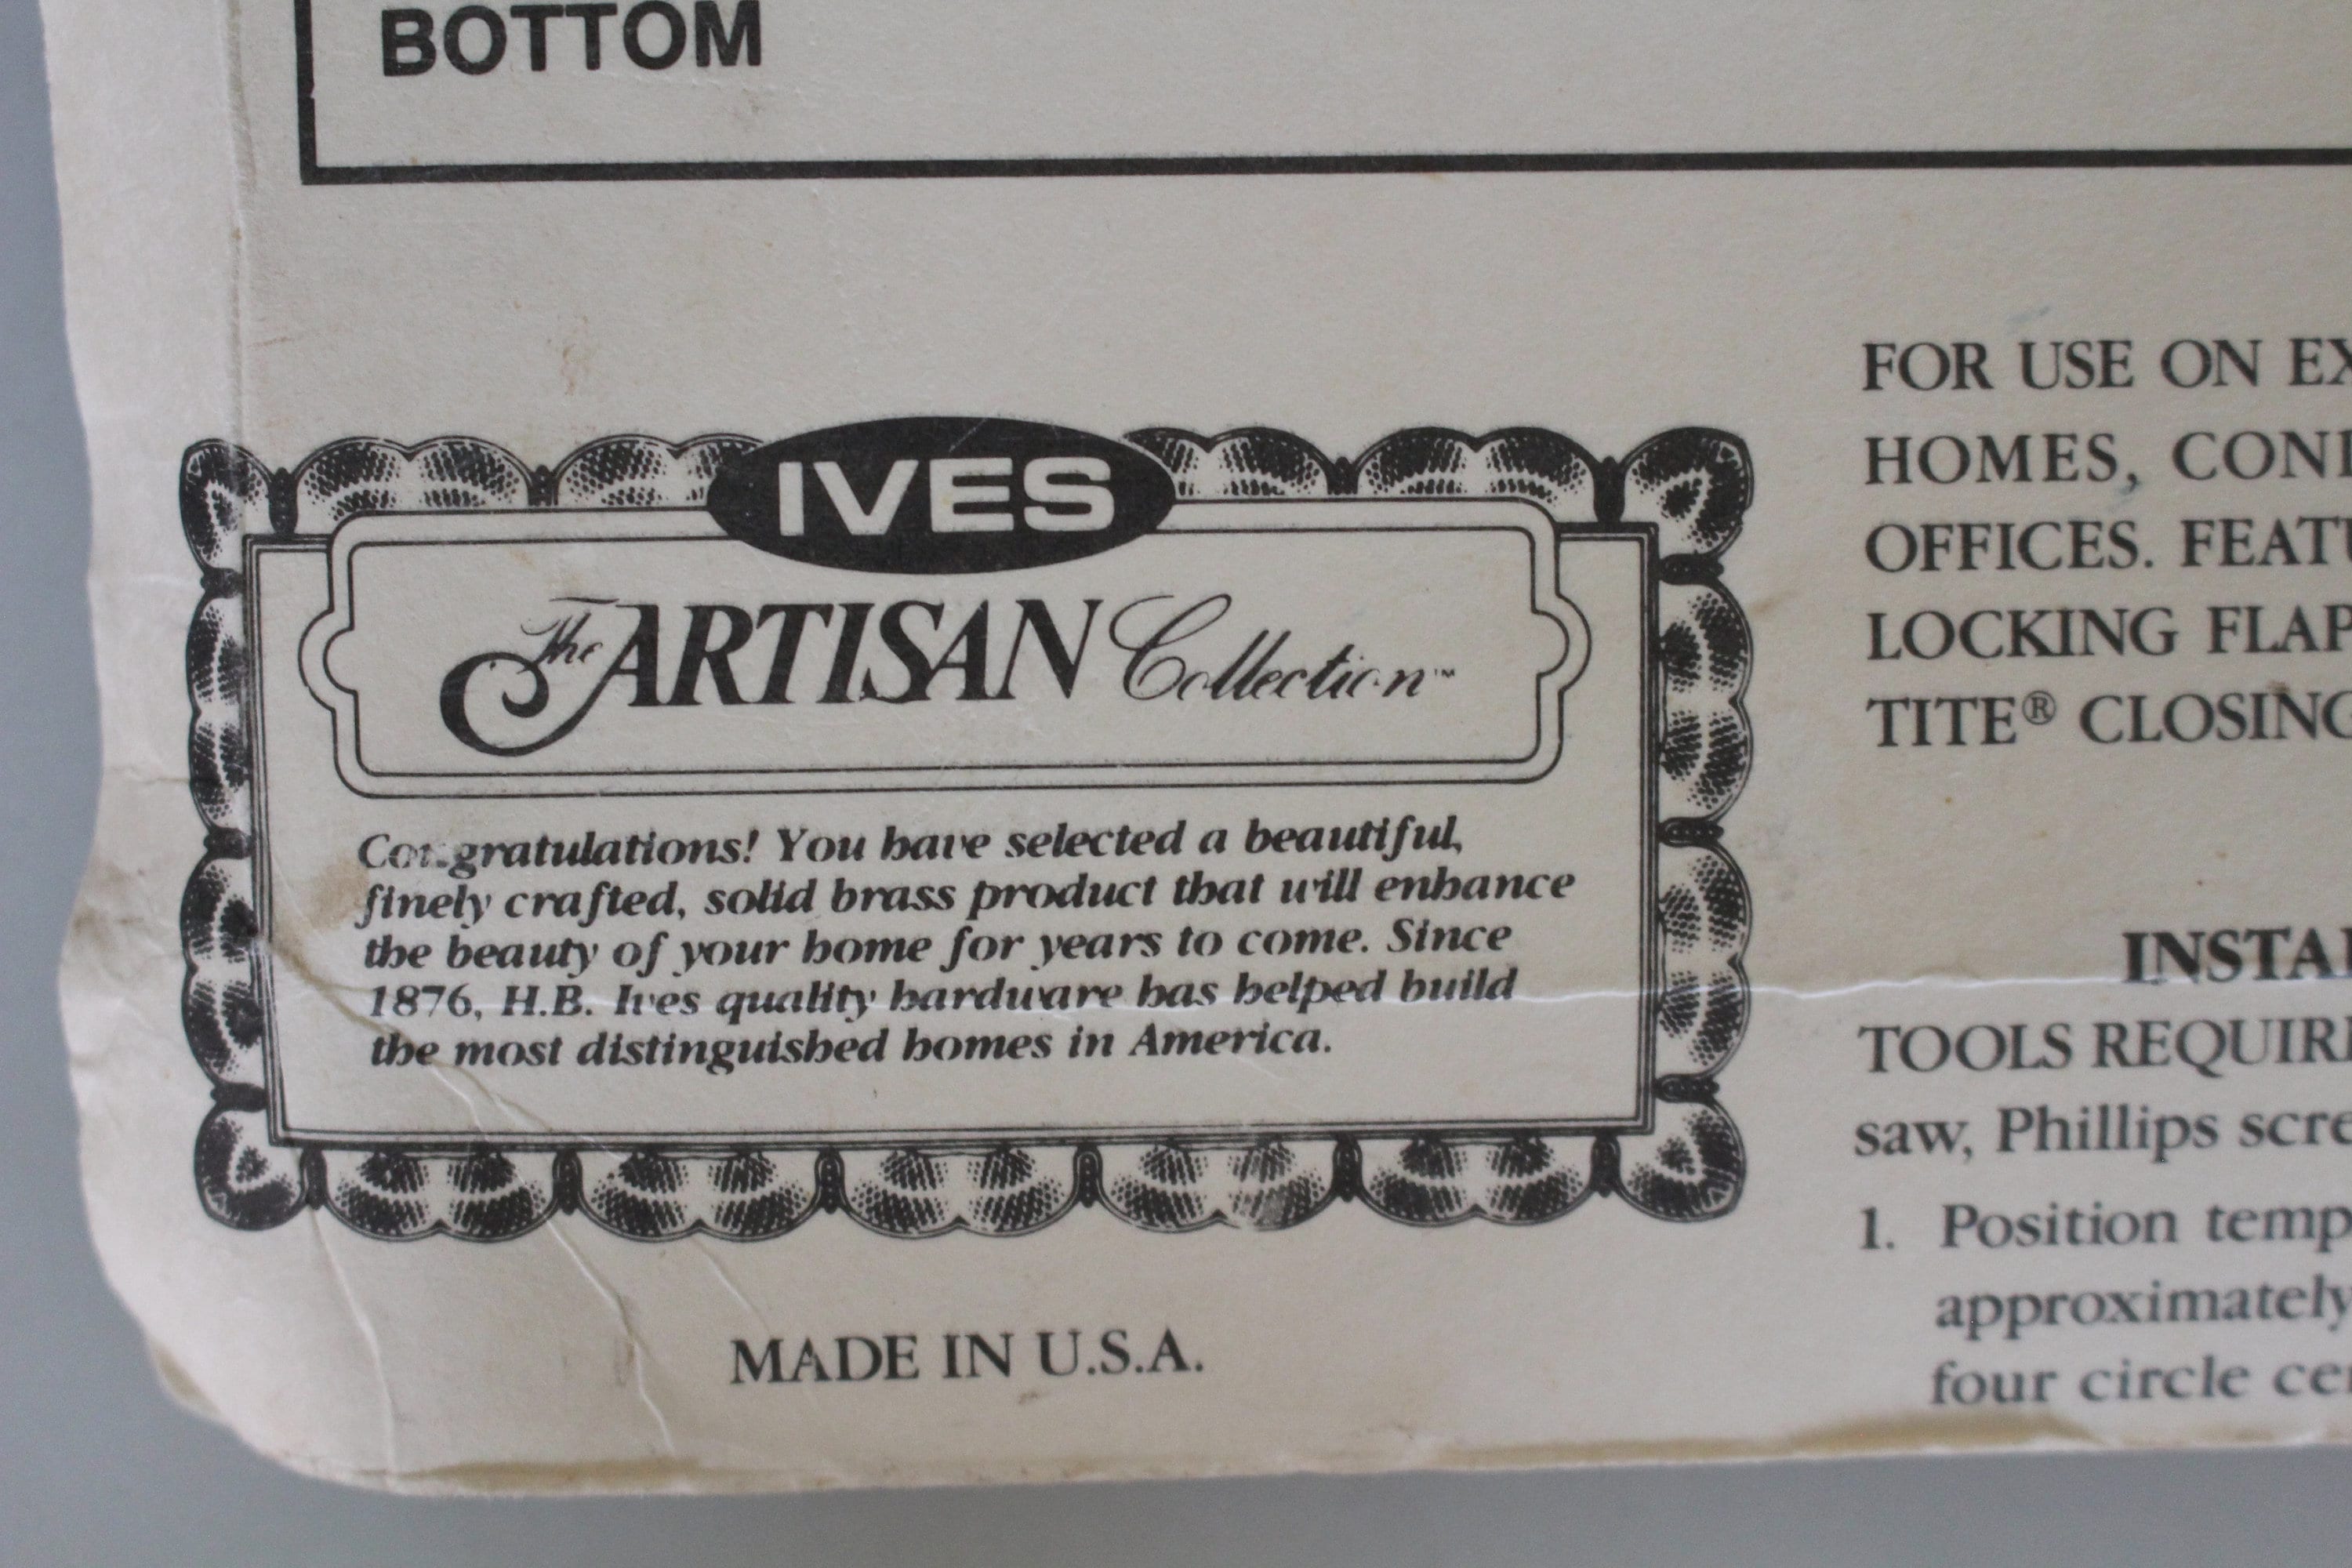 BOTTOM
IVES
The ARTISAN Collection™
Congratulations! You have selected a beautiful,
finely crafted, solid brass product that will enhance
the beauty of your home for years to come. Since
1876, H.B. Ives quality hardware has helped build
the most distinguished homes in America.
MADE IN U.S.A.
FOR USE ON EX
HOMES, CON
OFFICES. FEATU
LOCKING FLAP
TITE® CLOSING
INSTAL
TOOLS REQUIRE
saw, Phillips scre
1. Position temp
approximately
four circle cen